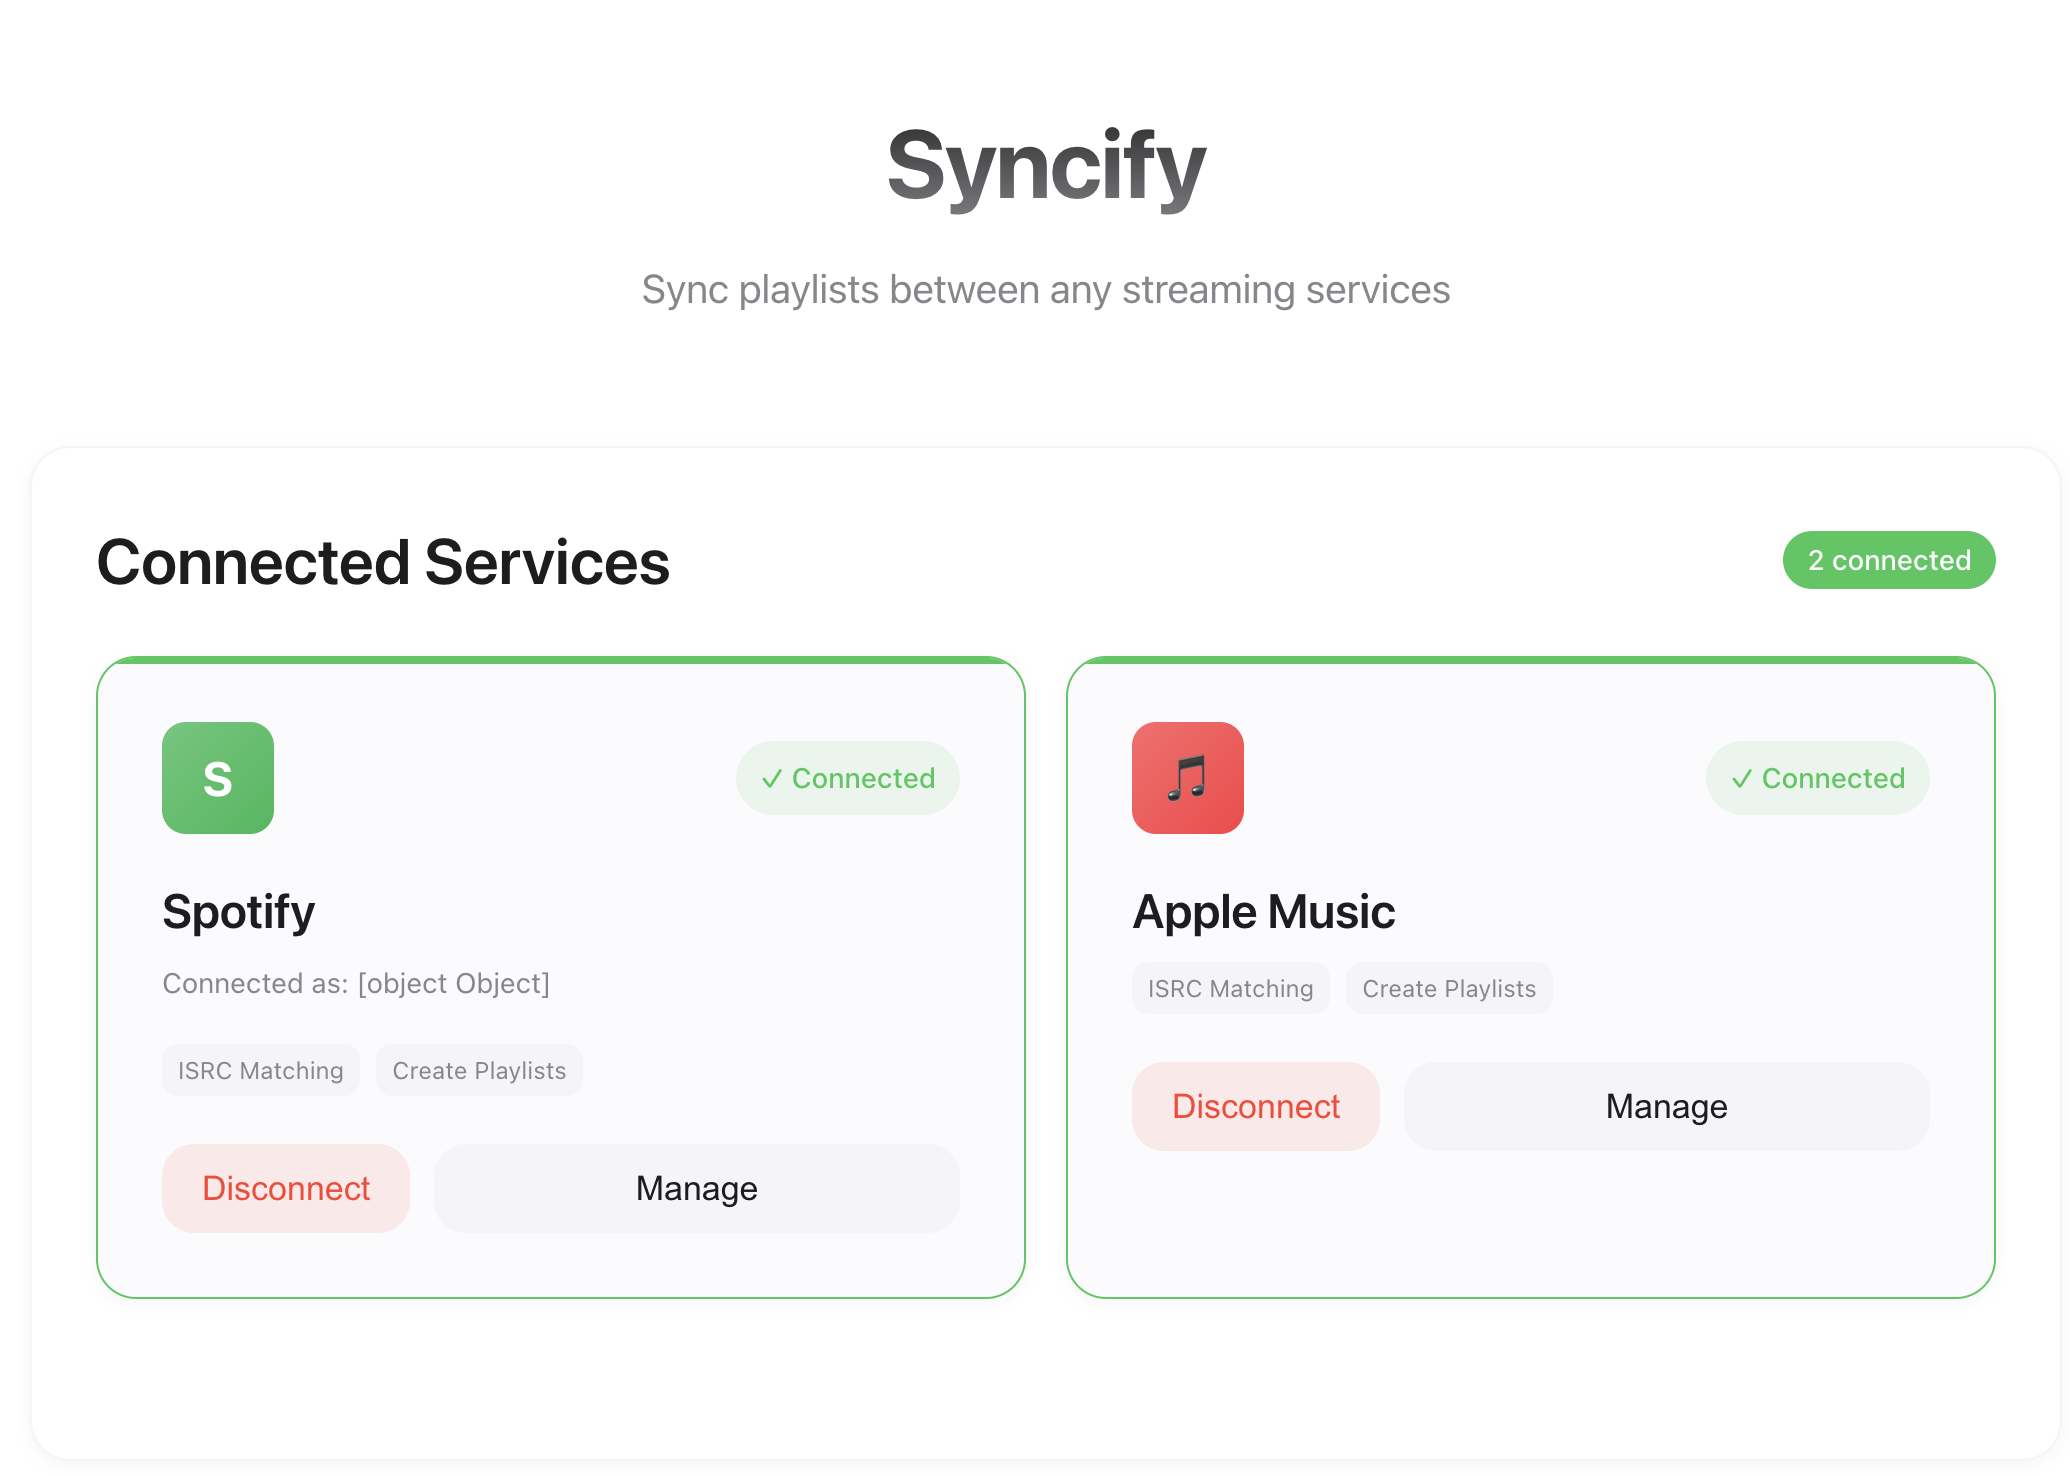 Syncify
Sync playlists between any streaming services
Connected Services
2 connected
S
✓ Connected
Spotify
Connected as: [object Object]
ISRC Matching
Create Playlists
Disconnect
Manage
✓ Connected
Apple Music
ISRC Matching
Create Playlists
Disconnect
Manage